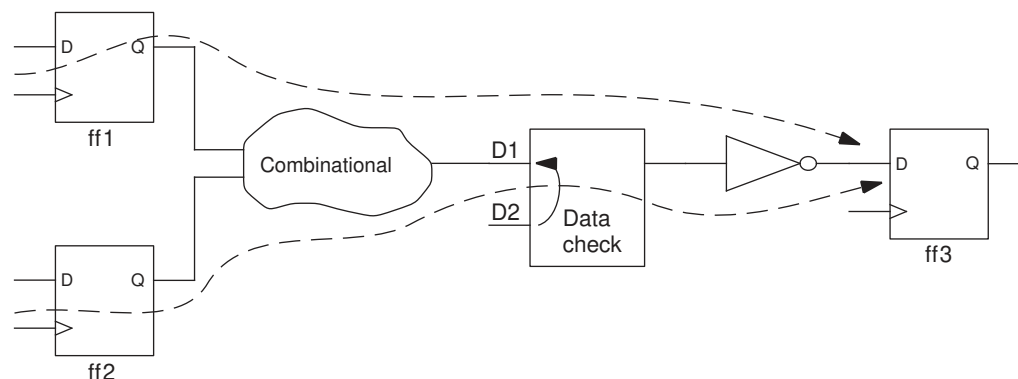 D Q
ff1
Combinational
D1
D2
Data
check
D Q
ff3
D Q
ff2